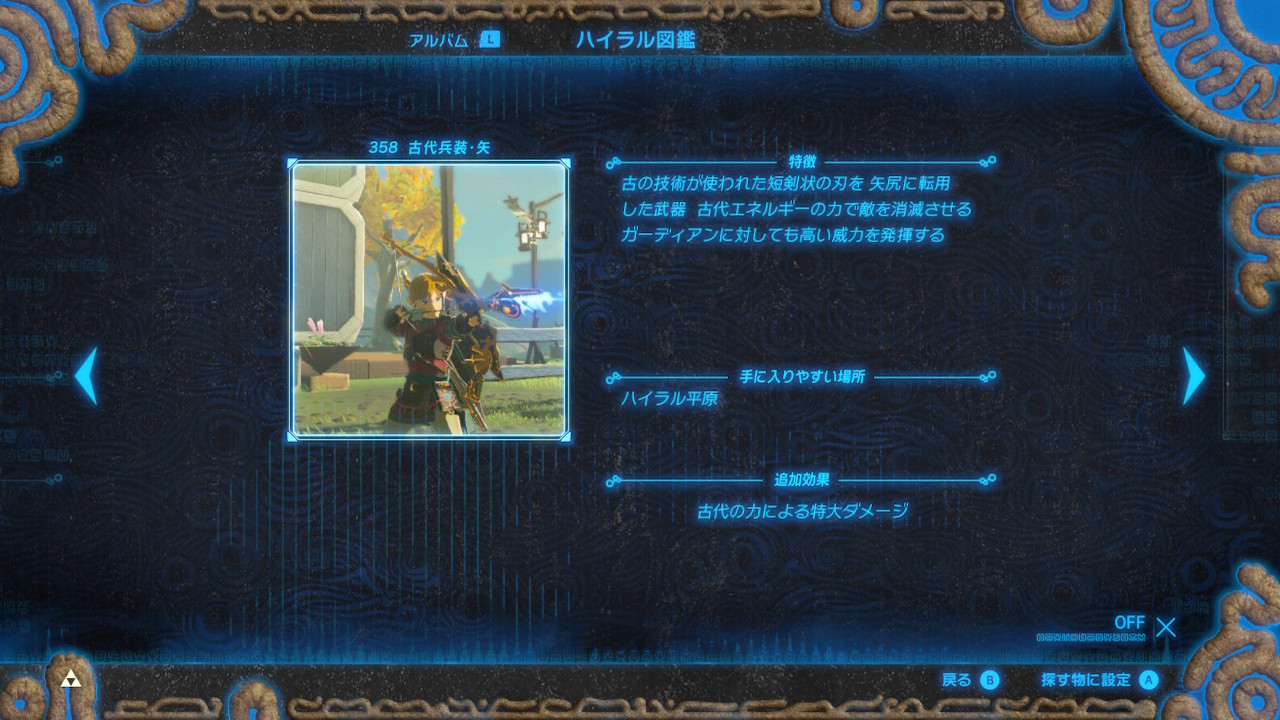 アルバム L
ハイラル図鑑
358 古代兵装・矢
特徴
古の技術が使われた短剣状の刃を 矢尻に転用
した武器 古代エネルギーの力で敵を消滅させる
ガーディアンに対しても高い威力を発揮する
手に入りやすい場所
ハイラル平原
追加効果
古代の力による特大ダメージ
OFF
戻る B 探す物に設定 A